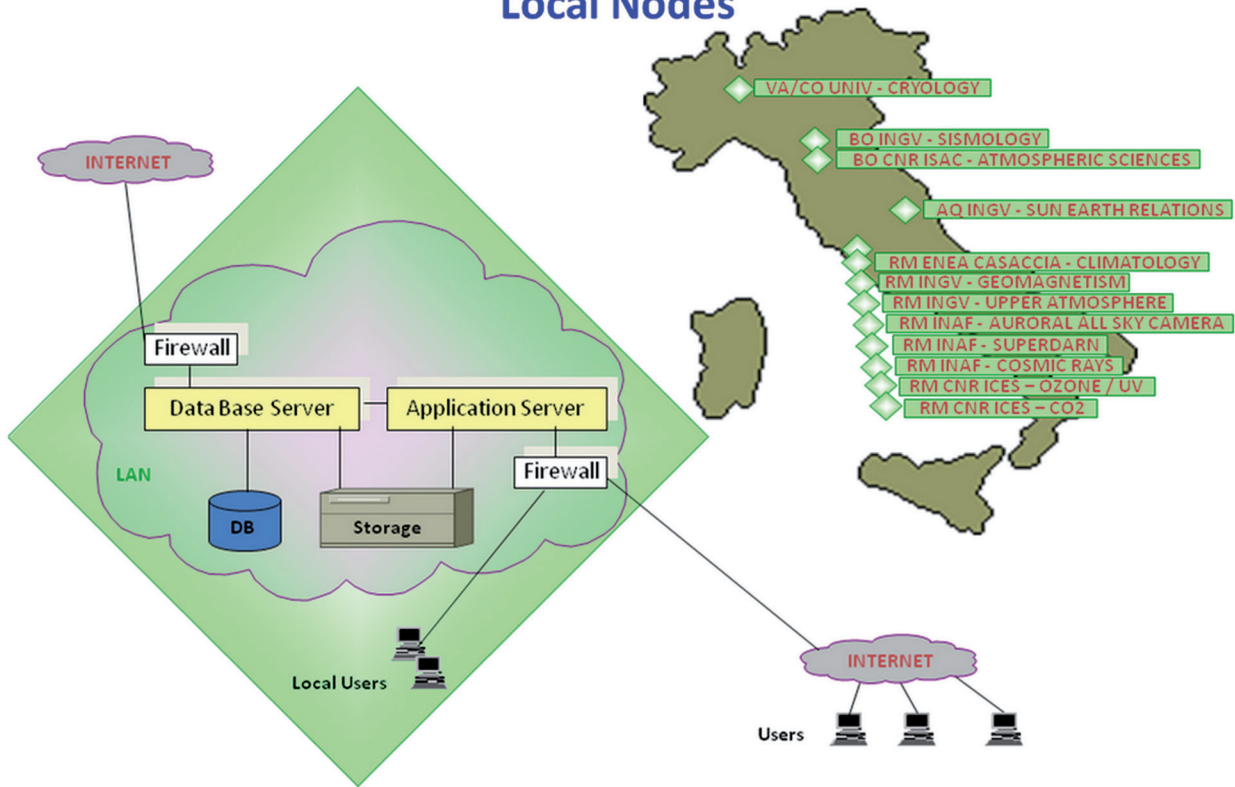 Local Nodes
VA/CO UNIV - CRYOLOGY
BO INGV - SISMOLOGY
BO CNR ISAC - ATMOSPHERIC SCIENCES
AQ INGV - SUN EARTH RELATIONS
RM ENEA CASACCIA - CLIMATOLOGY
RM INGV - GEOMAGNETISM
RM INGV - UPPER ATMOSPHERE
RM INAF - AURORAL ALL SKY CAMERA
RM INAF - SUPERDARN
RM INAF - COSMIC RAYS
RM CNR ICES – OZONE / UV
RM CNR ICES – CO2
INTERNET
Firewall
Data Base Server
Application Server
Firewall
LAN
DB
Storage
Local Users
INTERNET
Users